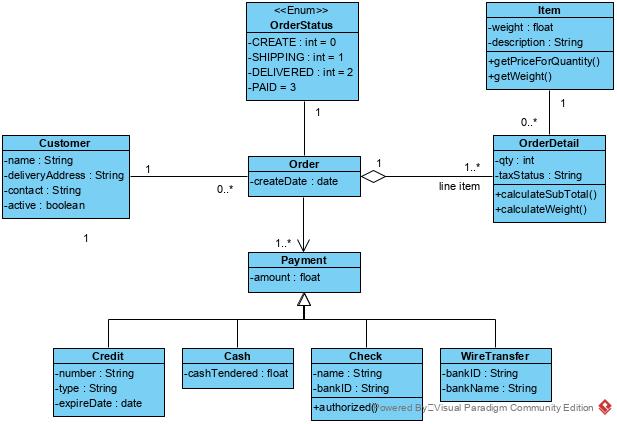 <<Enum>>
OrderStatus
-CREATE : int = 0
-SHIPPING : int = 1
-DELIVERED : int = 2
-PAID = 3
Item
-weight : float
-description : String
+getPriceForQuantity()
+getWeight()
1
1
0..*
Customer
-name : String
-deliveryAddress : String
-contact : String
-active : boolean
1
0..*
Order
-createDate : date
1
1..*
line item
OrderDetail
-qty : int
-taxStatus : String
+calculateSubTotal()
+calculateWeight()
1
1..*
Payment
-amount : float
Credit
-number : String
-type : String
-expireDate : date
Cash
-cashTendered : float
Check
-name : String
-bankID : String
+authorized()
WireTransfer
-bankID : String
-bankName : String
Powered By Visual Paradigm Community Edition